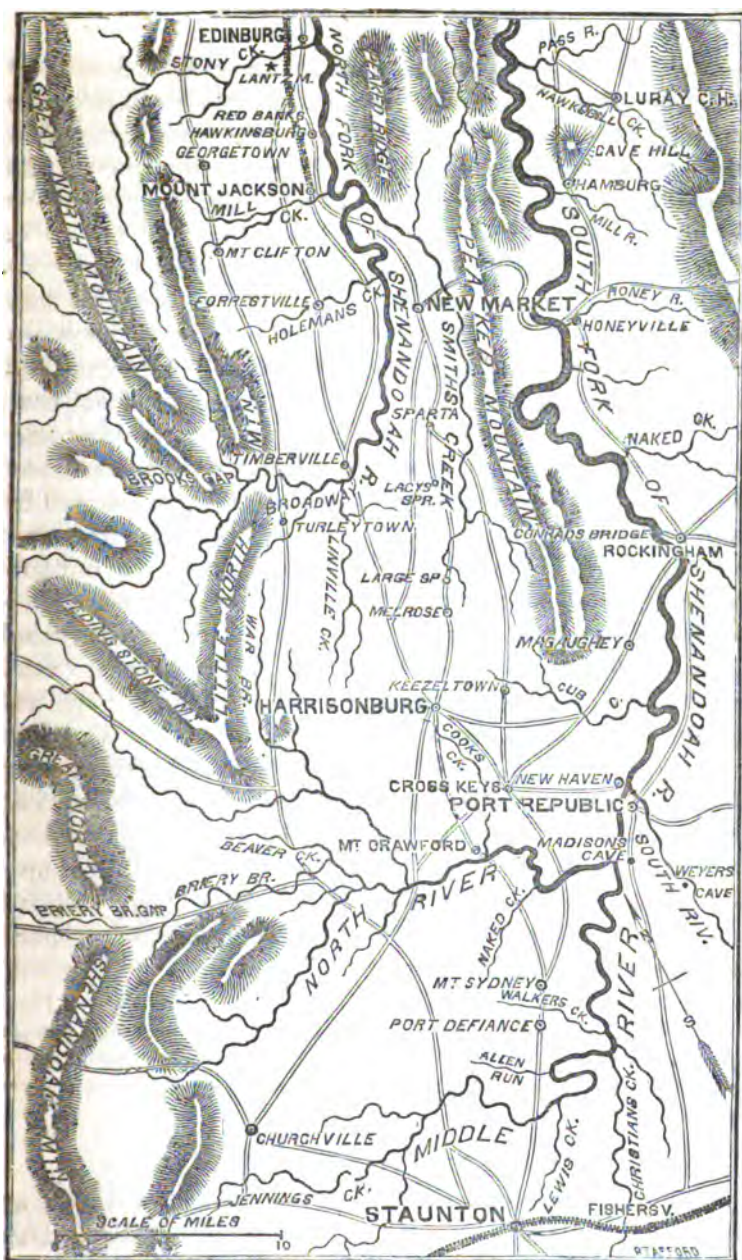 EDINBURG
STONY CK.
LANTZ M.
PASS R.
LURAY C.H.
HAWKSBILL CK.
CAVE HILL
HAMBURG
MILL R.
RED BANKS
HAWKINSBURG
GEORGETOWN
MOUNT JACKSON
MILL CK.
MT CLIFTON
GREAT NORTH MOUNTAIN
NORTH FORK OF SHENANDOAH R.
FORRESTVILLE
HOLEMANS CK.
NEW MARKET
SMITHS CREEK
PEAKED MOUNTAIN
SOUTH FORK OF SHENANDOAH R.
HONEY R.
HONEYVILLE
SPARTA
NAKED CK.
TIMBERVILLE
BROOKS GAP
LITTLE NORTH MTN
BROADWAY
LACYS SPR.
TURLEYTOWN
LINVILLE CK.
CONRADS BRIDGE
ROCKINGHAM
LARGE SP.
MELROSE
MAGAUGHEY
WAR BR.
KEEZELTOWN
CUB
HARRISONBURG
COOKS CK.
GREAT NORTH
CROSS KEYS
NEW HAVEN
PORT REPUBLIC
MT. CRAWFORD
MADISONS CAVE
SOUTH RIV.
WEYERS CAVE
BEAVER CK.
BRIERY BR.
BRIERY BR. GAP
NORTH RIVER
NAKED CK.
MT SYDNEY
WALKERS CK.
PORT DEFIANCE
N
S
ALLEN RUN
MIDDLE RIVER
SHENANDOAH MTN
CHURCHVILLE
LEWIS CK.
CHRISTIANS CK.
JENNINGS CK.
STAUNTON
FISHERSV.
SCALE OF MILES
10